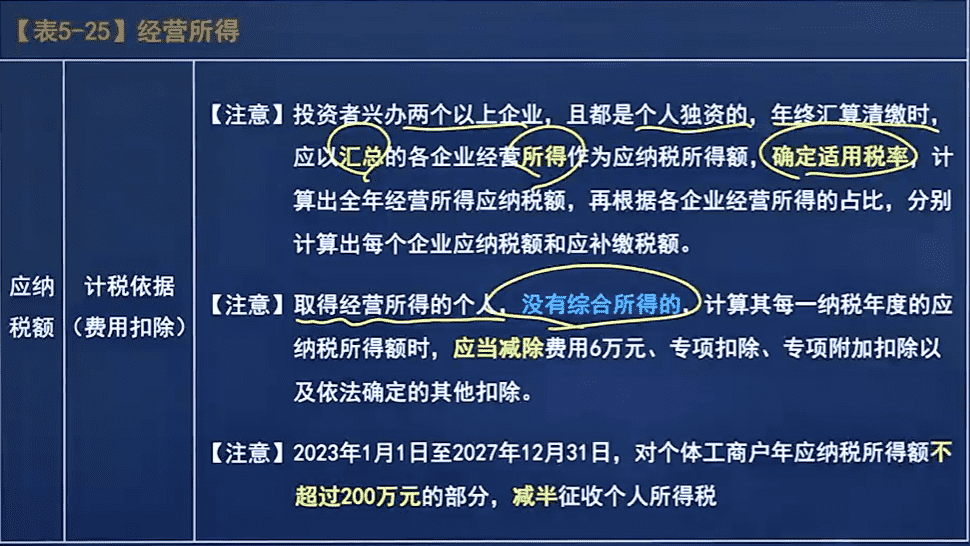 【表5-25】经营所得
【注意】投资者兴办两个以上企业，且都是个人独资的，年终汇算清缴时，
应以汇总的各企业经营所得作为应纳税所得额，确定适用税率，计
算出全年经营所得应纳税额，再根据各企业经营所得的占比，分别
计算出每个企业应纳税额和应补缴税额。
应纳
税额
计税依据
（费用扣除）
【注意】取得经营所得的个人，没有综合所得的，计算其每一纳税年度的应
纳税所得额时，应当减除费用6万元、专项扣除、专项附加扣除以
及依法确定的其他扣除。
【注意】2023年1月1日至2027年12月31日，对个体工商户年应纳税所得额不
超过200万元的部分，减半征收个人所得税